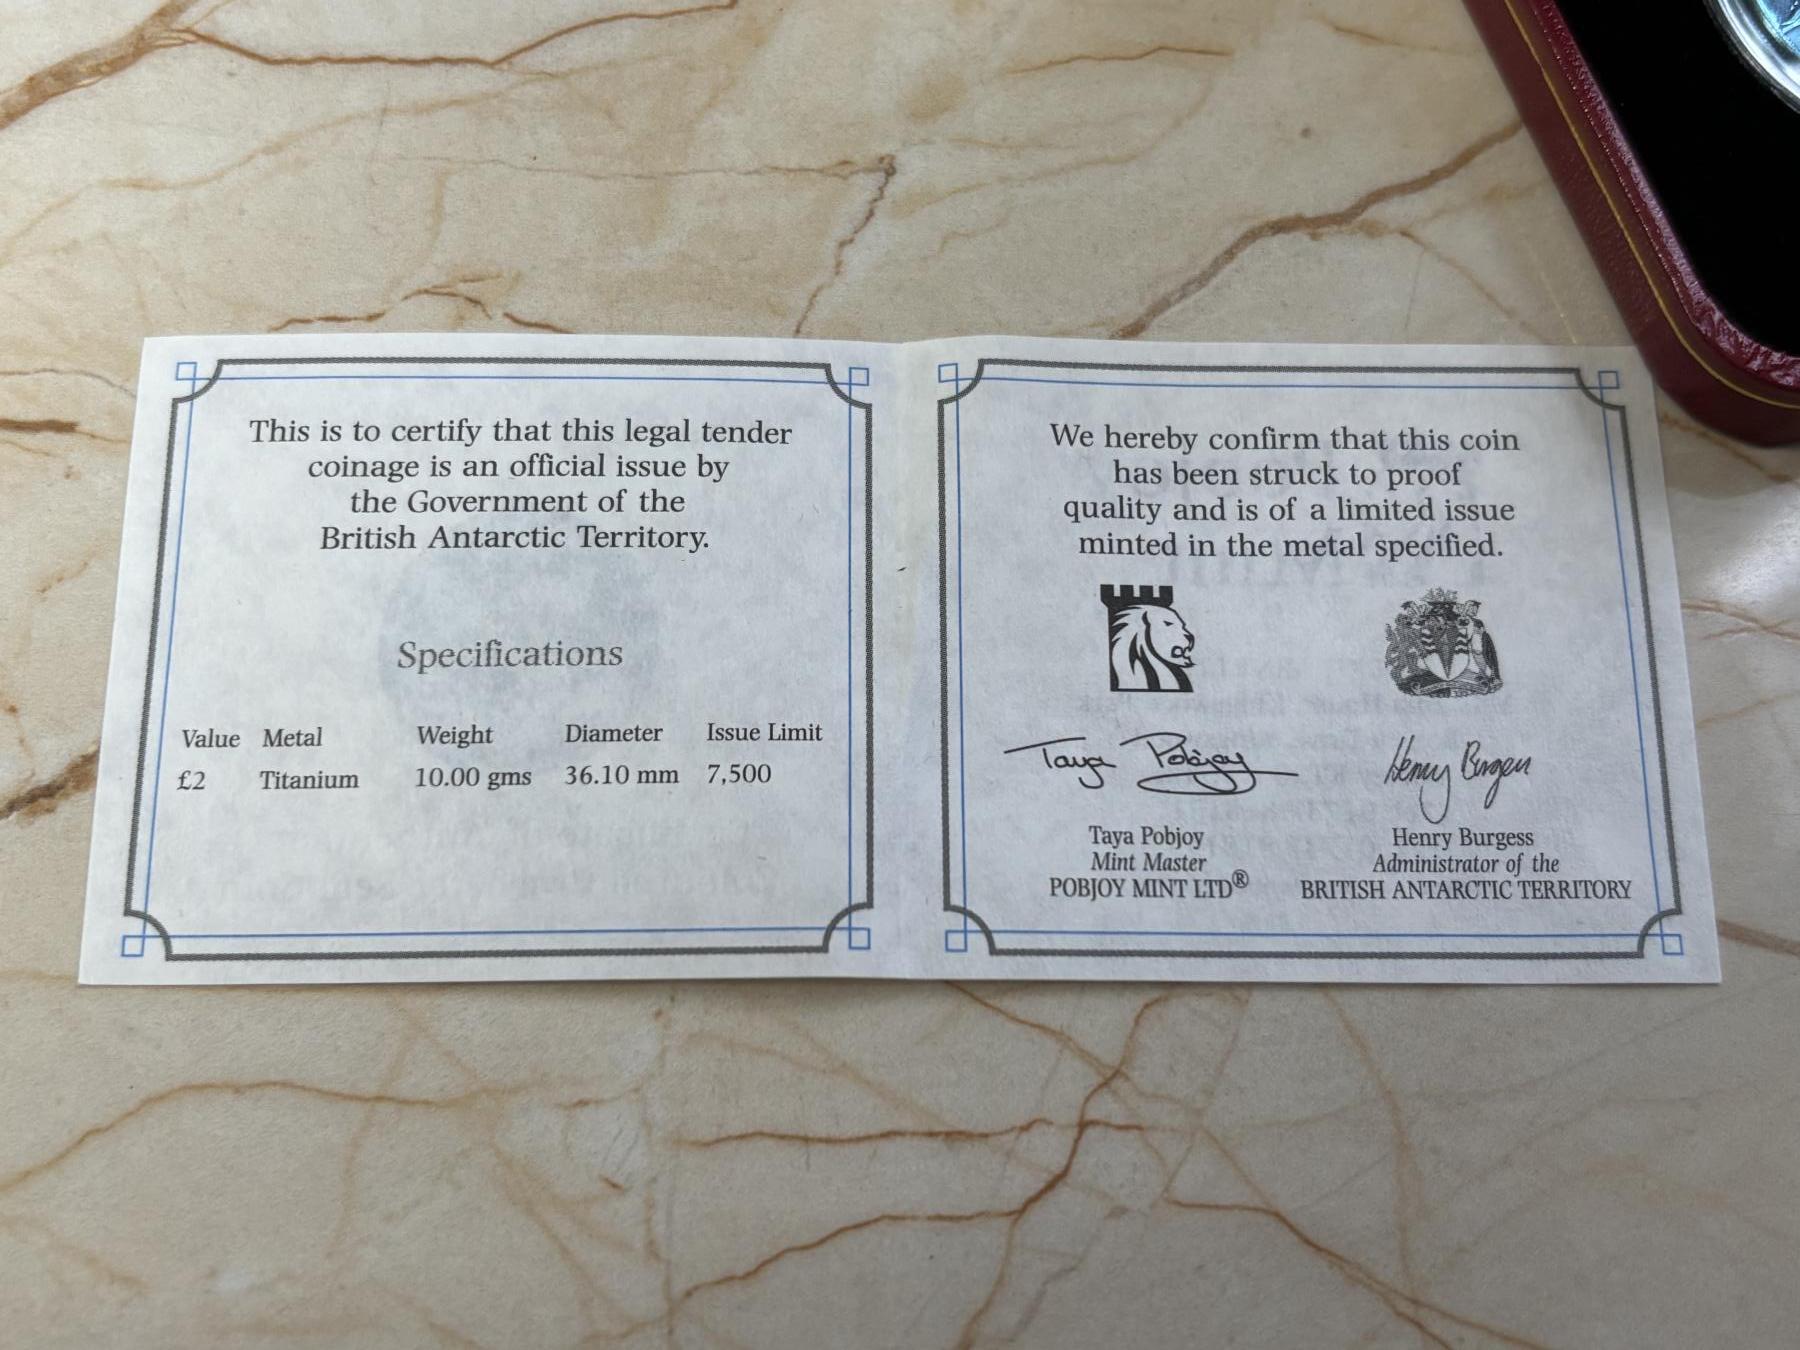 This is to certify that this legal tender
coinage is an official issue by
the Government of the
British Antarctic Territory.
Specifications
Value Metal Weight Diameter Issue Limit
£2 Titanium 10.00 gms 36.10 mm 7,500
We hereby confirm that this coin
has been struck to proof
quality and is of a limited issue
minted in the metal specified.
Taya Pobjoy Henry Burgess
Taya Pobjoy
Mint Master
POBJOY MINT LTD®
Henry Burgess
Administrator of the
BRITISH ANTARCTIC TERRITORY